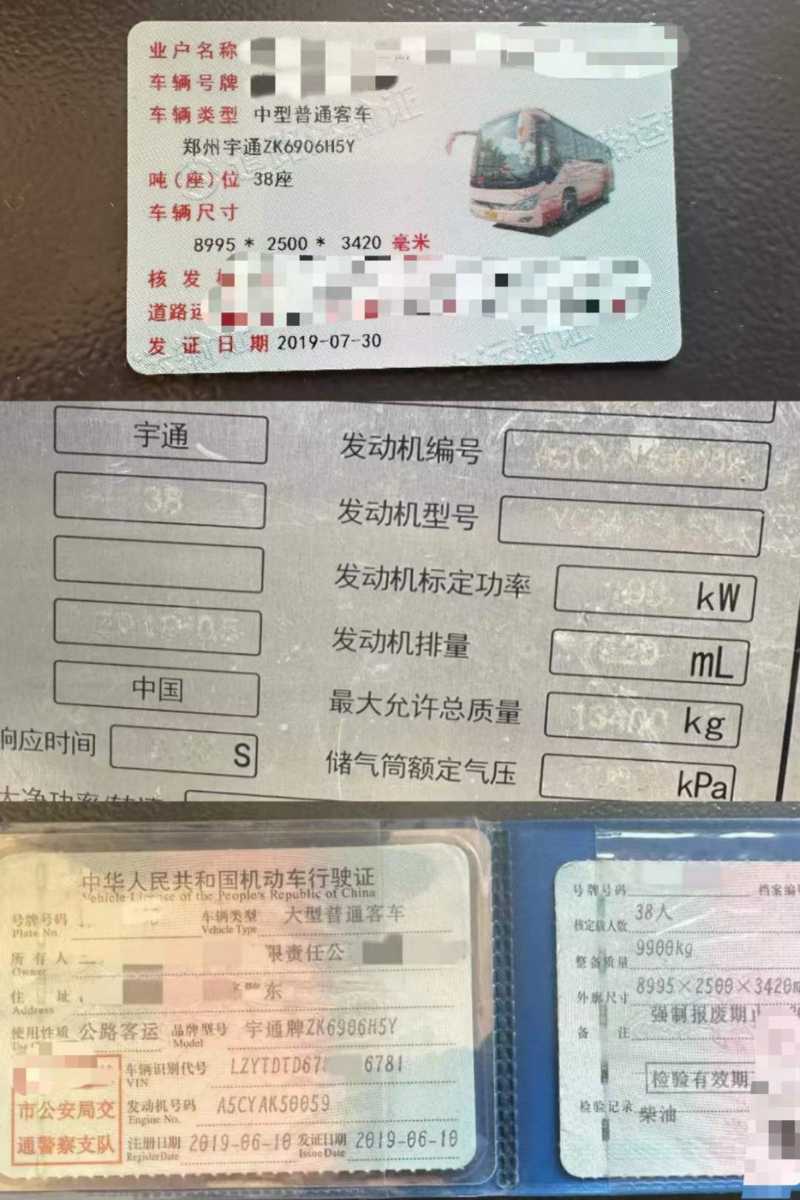 业户名称
车辆号牌
车辆类型 中型普通客车
郑州宇通ZK6906H5Y
吨(座)位 38座
车辆尺寸
8995 * 2500 * 3420 毫米
核发
道路运
发证日期 2019-07-30
宇通
38
中国
响应时间 S
发动机编号
发动机型号
发动机标定功率 kW
发动机排量 mL
最大允许总质量 13400 kg
储气筒额定气压 kPa
中华人民共和国机动车行驶证
Vehicle License of the People's Republic of China
号牌号码 车辆类型 大型普通客车
Plate No. Vehicle Type
所有人 限责任公
Owner
住址 东
Address
使用性质 公路客运 品牌型号 宇通牌ZK6906H5Y
Model
车辆识别代号 LZYTDTD67 6781
VIN
发动机号码 A5CYAK50059
Engine No.
注册日期 2019-06-10 发证日期 2019-06-10
Register Date Issue Date
市公安局交
通警察支队
号牌号码 档案编号
核定载人数 38人
整备质量 9900kg
外廓尺寸 8995×2500×3420m
备注 强制报废期止
检验有效期
检验记录 柴油